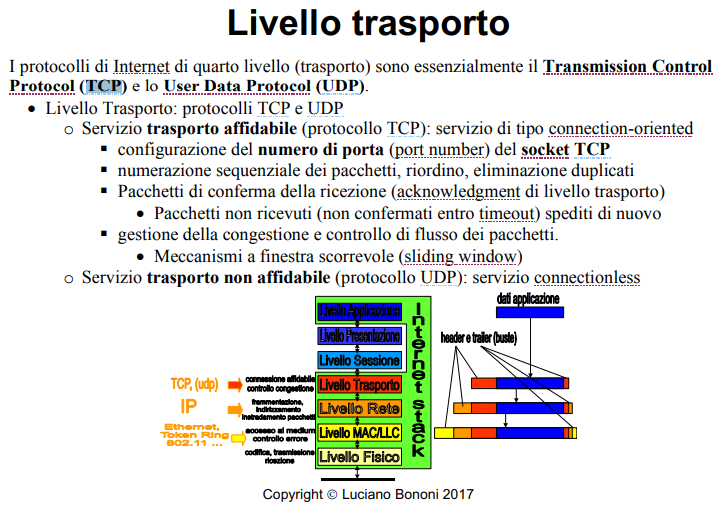 Livello trasporto
I protocolli di Internet di quarto livello (trasporto) sono essenzialmente il Transmission Control
Protocol (TCP) e lo User Data Protocol (UDP).
• Livello Trasporto: protocolli TCP e UDP
o Servizio trasporto affidabile (protocollo TCP): servizio di tipo connection-oriented
▪ configurazione del numero di porta (port number) del socket TCP
▪ numerazione sequenziale dei pacchetti, riordino, eliminazione duplicati
▪ Pacchetti di conferma della ricezione (acknowledgment di livello trasporto)
• Pacchetti non ricevuti (non confermati entro timeout) spediti di nuovo
▪ gestione della congestione e controllo di flusso dei pacchetti.
• Meccanismi a finestra scorrevole (sliding window)
o Servizio trasporto non affidabile (protocollo UDP): servizio connectionless
Livello Applicazione
Livello Presentazione
Livello Sessione
Livello Trasporto
Livello Rete
Livello MAC/LLC
Livello Fisico
Internet stack
TCP, (udp)
connessione affidabile
controllo congestione
IP
frammentazione,
indirizzamento
instradamento pacchetti
Ethernet,
Token Ring
802.11 ...
accesso al medium
controllo errore
codifica, trasmissione
ricezione
dati applicazione
header e trailer (buste)
Copyright © Luciano Bononi 2017